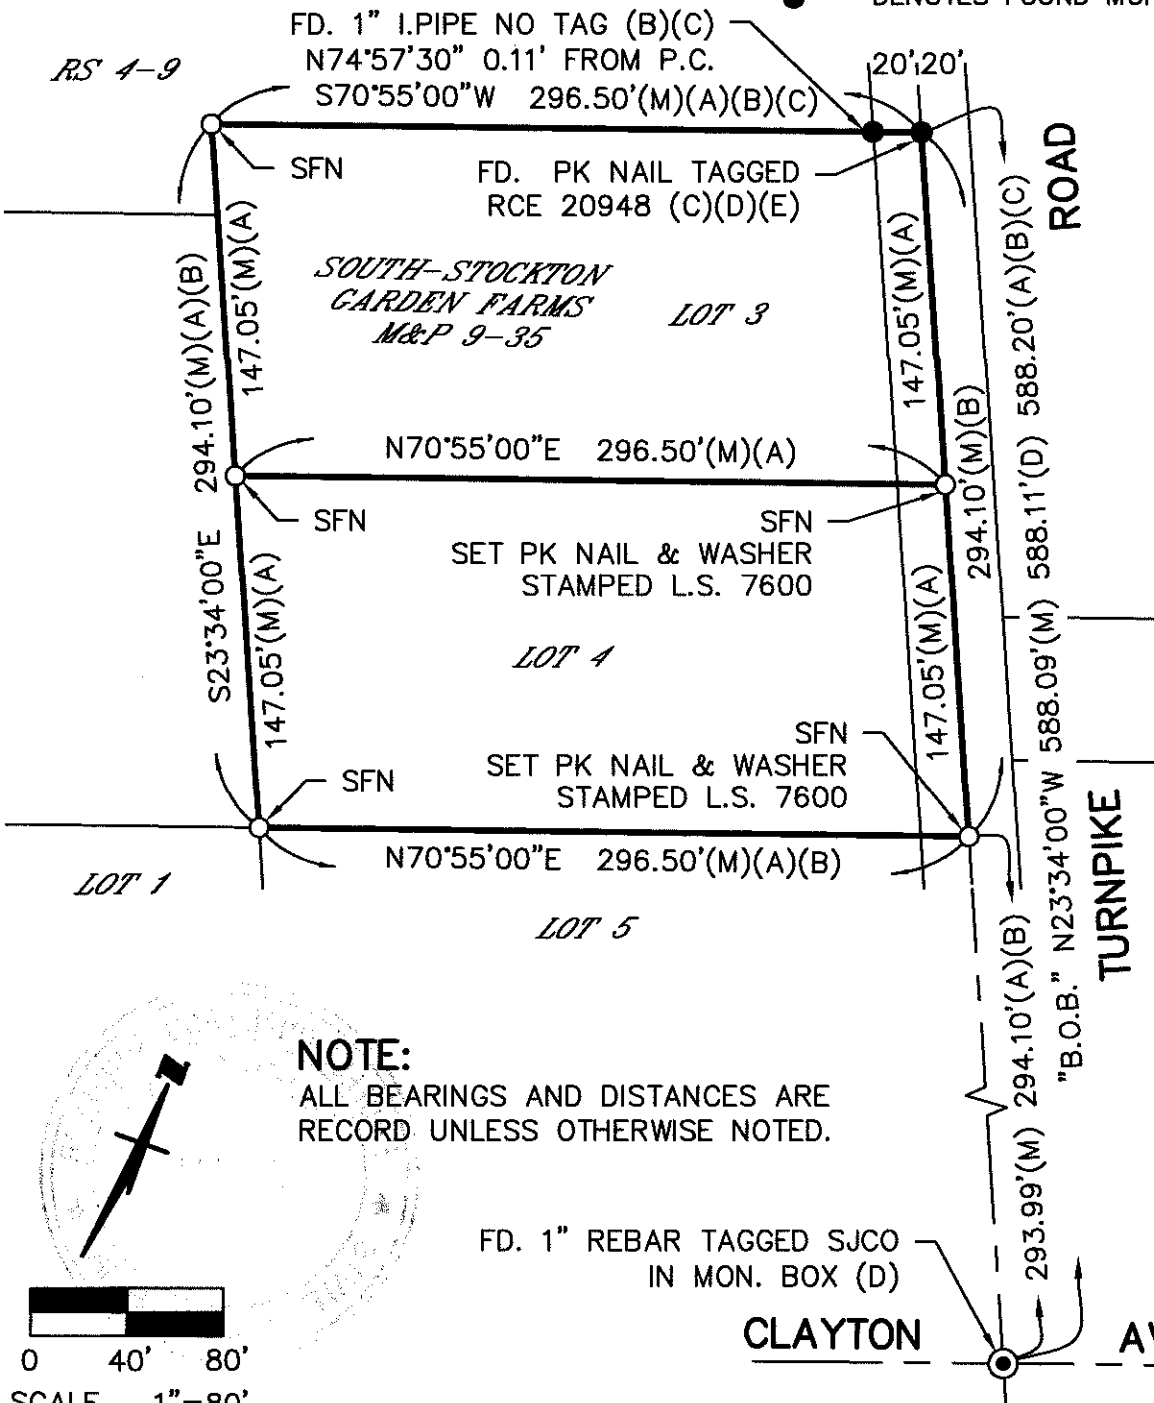 DENOTES FOUND
FD. 1" I.PIPE NO TAG (B)(C)
N74°57'30" 0.11' FROM P.C.
RS 4-9
20' 20'
S70°55'00"W 296.50'(M)(A)(B)(C)
SFN
FD. PK NAIL TAGGED
RCE 20948 (C)(D)(E)
ROAD
147.05'(M)(A)
294.10'(M)(A)(B)
SOUTH-STOCKTON
GARDEN FARMS
M&P 9-35
LOT 3
147.05'(M)(A)
N70°55'00"E 296.50'(M)(A)
294.10'(M)(B)
588.11'(D) 588.20'(A)(B)(C)
SFN
SFN
SET PK NAIL & WASHER
STAMPED L.S. 7600
S23°34'00"E
147.05'(M)(A)
LOT 4
147.05'(M)(A)
SFN
SET PK NAIL & WASHER
STAMPED L.S. 7600
SFN
N70°55'00"E 296.50'(M)(A)(B)
LOT 1
LOT 5
TURNPIKE
"B.O.B." N23°34'00"W 588.09'(M)
293.99'(M) 294.10'(A)(B)
NOTE:
ALL BEARINGS AND DISTANCES ARE
RECORD UNLESS OTHERWISE NOTED.
FD. 1" REBAR TAGGED SJCO
IN MON. BOX (D)
CLAYTON
0 40' 80'
SCALE 1"=80'